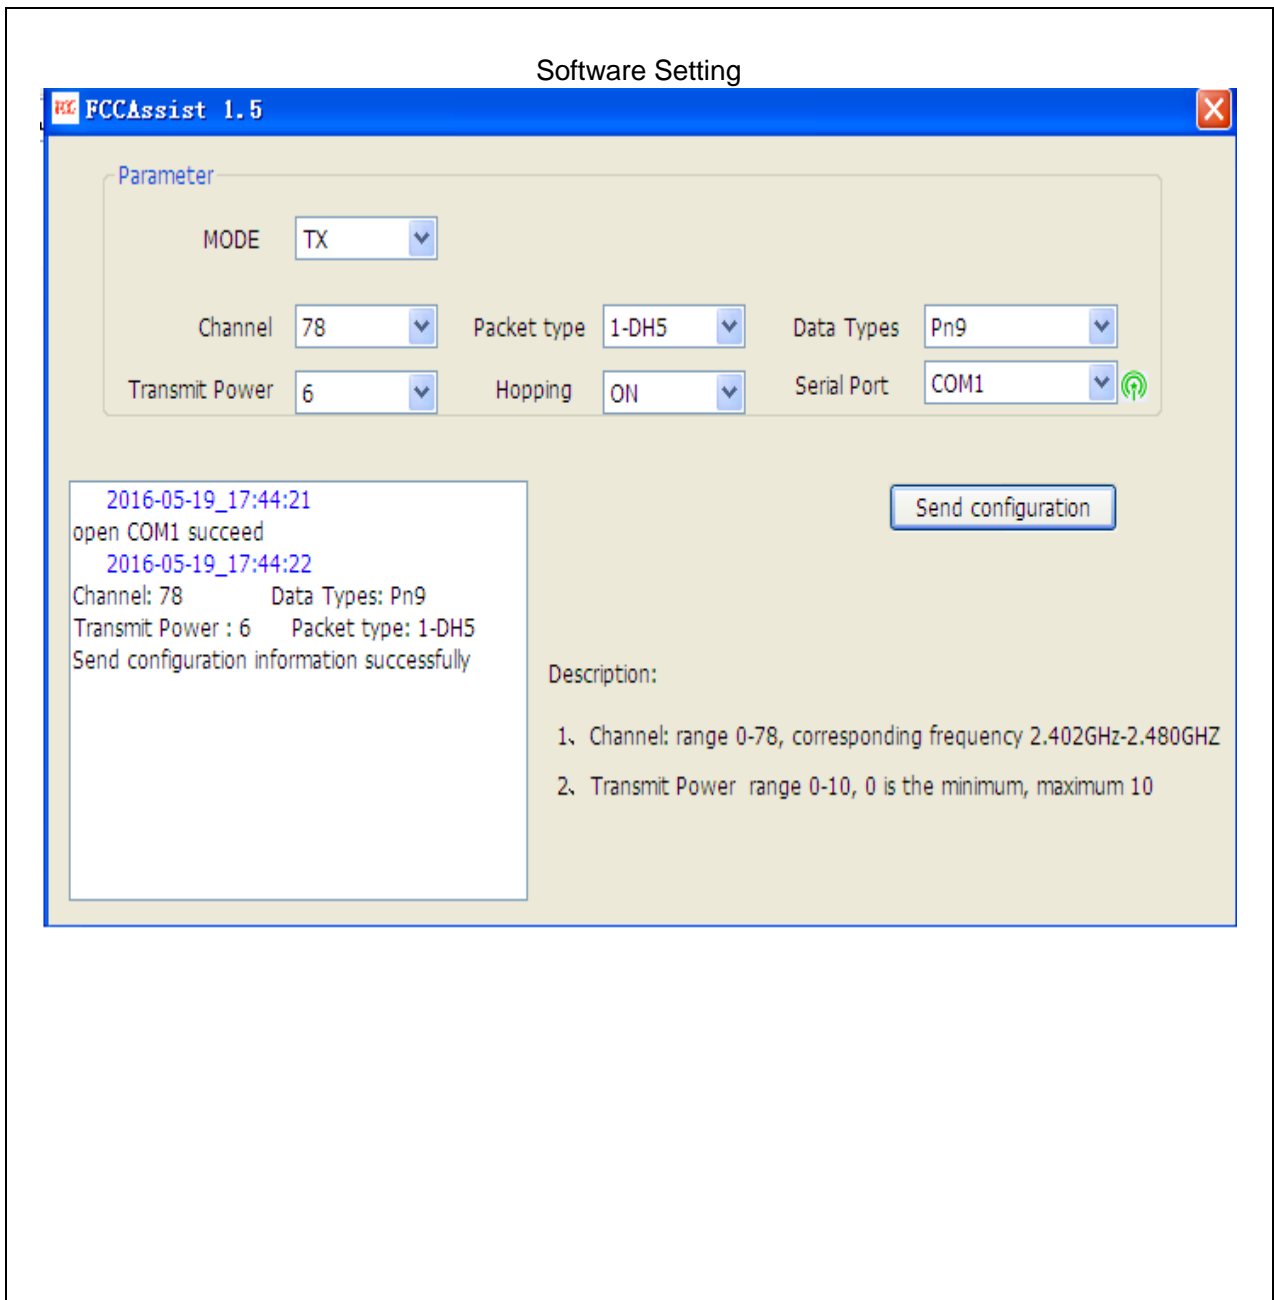 Software Setting
FCCAssist 1.5
Parameter
MODE TX
Channel 78 Packet type 1-DH5 Data Types Pn9
Transmit Power 6 Hopping ON Serial Port COM1
2016-05-19_17:44:21
open COM1 succeed
2016-05-19_17:44:22
Channel: 78 Data Types: Pn9
Transmit Power : 6 Packet type: 1-DH5
Send configuration information successfully
Send configuration
Description:
1、Channel: range 0-78, corresponding frequency 2.402GHz-2.480GHZ
2、Transmit Power range 0-10, 0 is the minimum, maximum 10